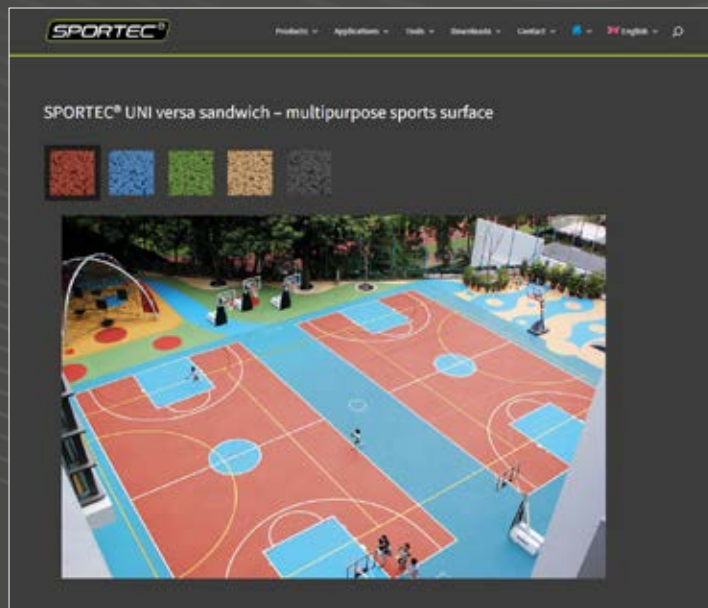 SPORTEC®
Products Applications Tools Downloads Contact English
SPORTEC® UNI versa sandwich – multipurpose sports surface